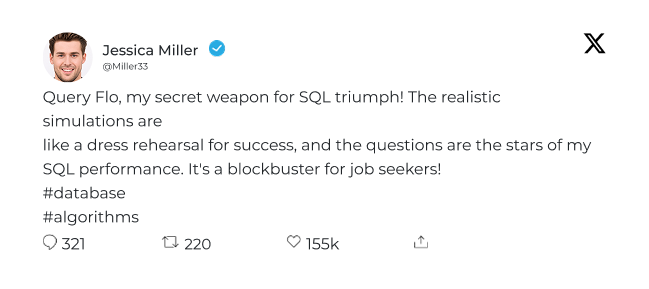 Jessica Miller
@Miller33
Query Flo, my secret weapon for SQL triumph! The realistic
simulations are
like a dress rehearsal for success, and the questions are the stars of my
SQL performance. It's a blockbuster for job seekers!
#database
#algorithms
321 220 155k